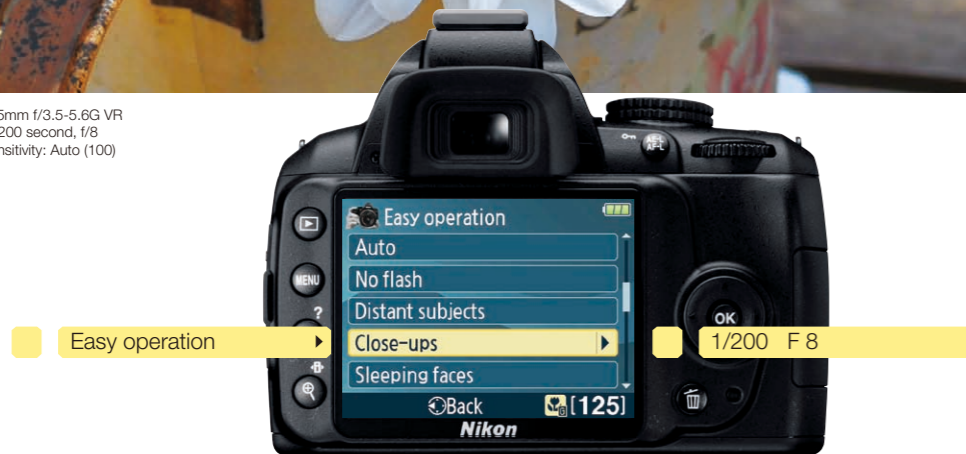 5mm f/3.5-5.6G VR
200 second, f/8
nsitivity: Auto (100)
AE-L
AF-L
Easy operation
Auto
No flash
MENU
?
Distant subjects
OK
Easy operation
Close-ups
1/200 F 8
Sleeping faces
Back [125]
Nikon